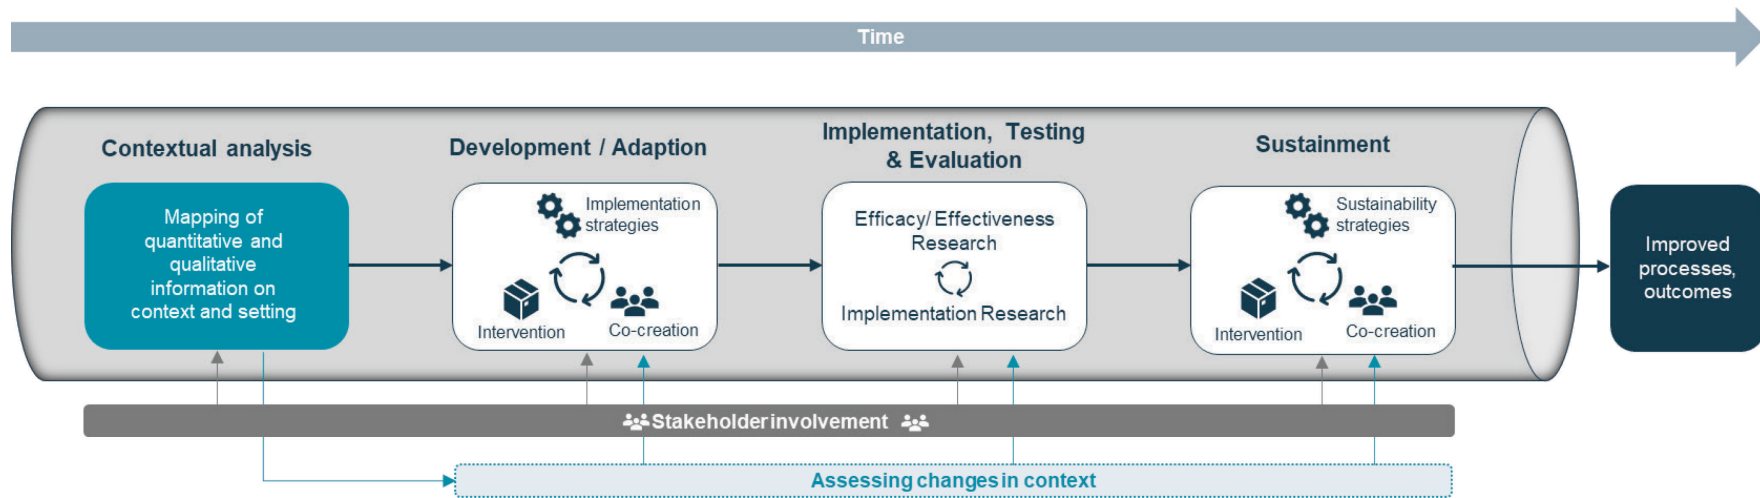 Time
Contextual analysis
Mapping of
quantitative and
qualitative
information on
context and setting
Development / Adaption
Implementation
strategies
Intervention
Co-creation
Implementation, Testing
& Evaluation
Efficacy/ Effectiveness
Research
Implementation Research
Sustainment
Sustainability
strategies
Intervention
Co-creation
Improved
processes,
outcomes
Stakeholder involvement
Assessing changes in context